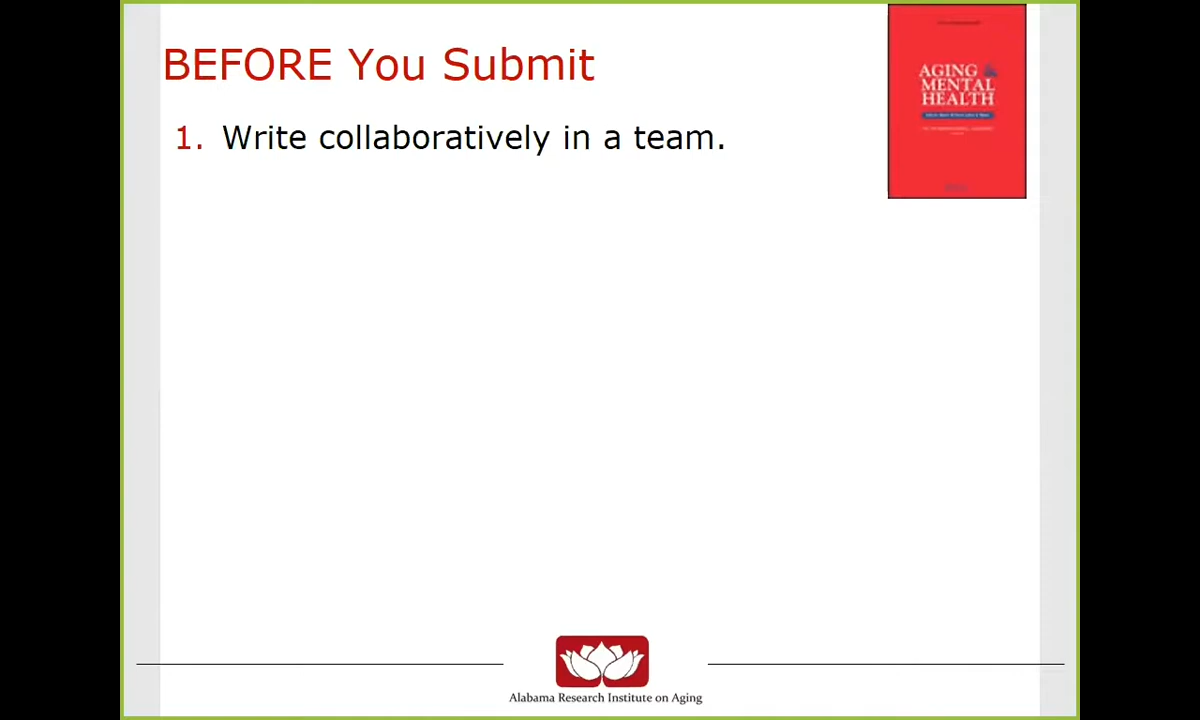 BEFORE You Submit
1. Write collaboratively in a team.
AGING &
MENTAL
HEALTH
Alabama Research Institute on Aging